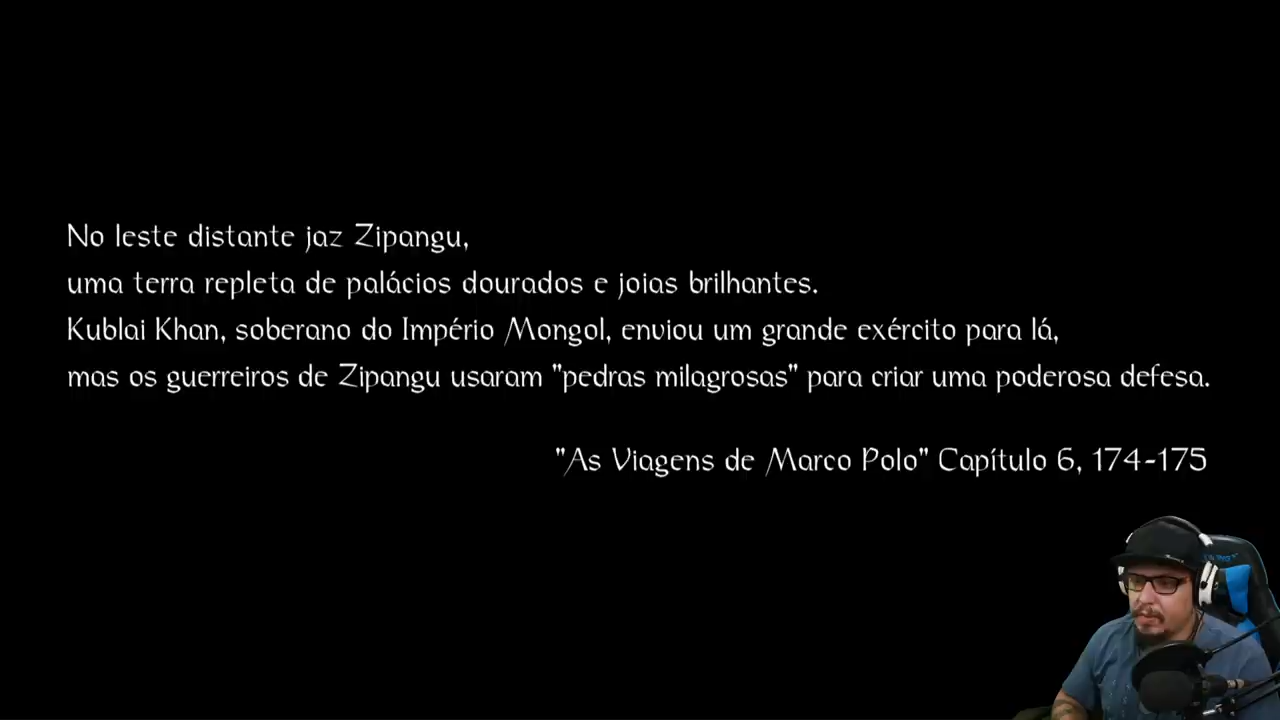 No leste distante jaz Zipangu,
uma terra repleta de palácios dourados e joias brilhantes.
Kublai Khan, soberano do Império Mongol, enviou um grande exército para lá,
mas os guerreiros de Zipangu usaram "pedras milagrosas" para criar uma poderosa defesa.
"As Viagens de Marco Polo" Capítulo 6, 174-175